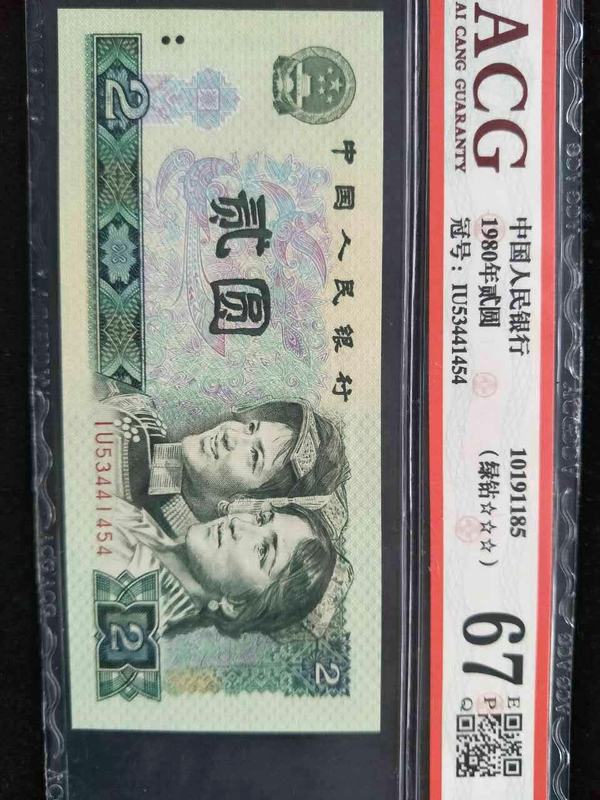 ACG
AI CANG GUARANTY
中国人民银行
1980年贰圆
冠号：IU53441454
10191185
（绿钻☆☆☆）
67
E
P
Q
中国人民银行
贰圆
2
IU53441454
2
2